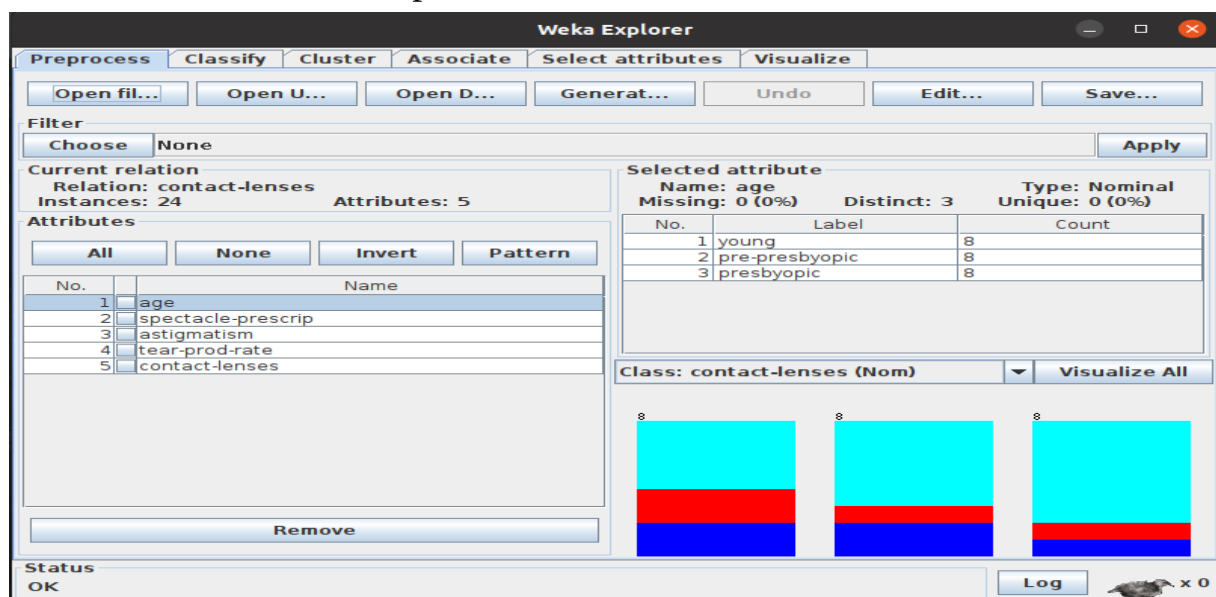 Weka Explorer
Preprocess Classify Cluster Associate Select attributes Visualize
Open fil... Open U... Open D... Generat... Undo Edit... Save...
Filter
Choose None Apply
Current relation
Relation: contact-lenses
Instances: 24 Attributes: 5
Attributes
All None Invert Pattern
No. Name
1 age
2 spectacle-prescrip
3 astigmatism
4 tear-prod-rate
5 contact-lenses
Remove
Selected attribute
Name: age Type: Nominal
Missing: 0 (0%) Distinct: 3 Unique: 0 (0%)
No. Label Count
1 young 8
2 pre-presbyopic 8
3 presbyopic 8
Class: contact-lenses (Nom) Visualize All
8 8 8
Status
OK
Log x 0